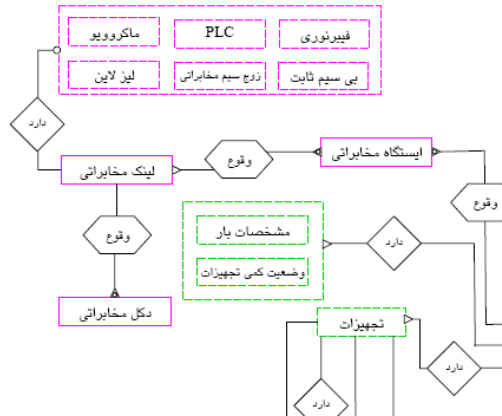 فیبرنوری PLC ماکروویو
بی سیم ثابت زوج سیم مخابراتی لیز لاین
دارد
ایستگاه مخابراتی وقوع لینک مخابراتی
وقوع
وقوع
مشخصات بار
دارد
وضعیت کمی تجهیزات
دکل مخابراتی
تجهیزات
دارد
دارد